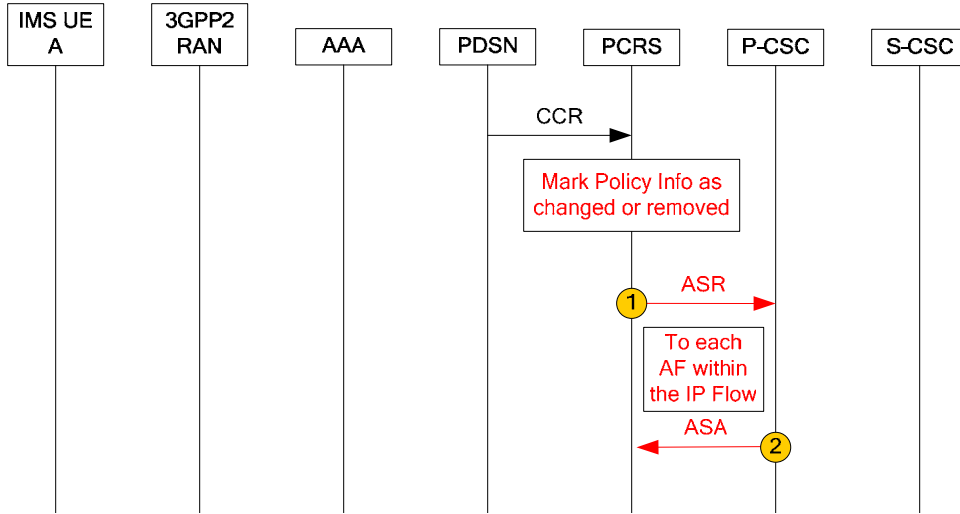 IMS UE
A
3GPP2
RAN
AAA
PDSN
PCRS
P-CSC
S-CSC
CCR
Mark Policy Info as
changed or removed
1
ASR
To each
AF within
the IP Flow
ASA
2